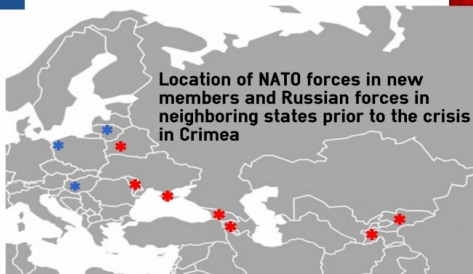 Location of NATO forces in new
members and Russian forces in
neighboring states prior to the crisis
in Crimea